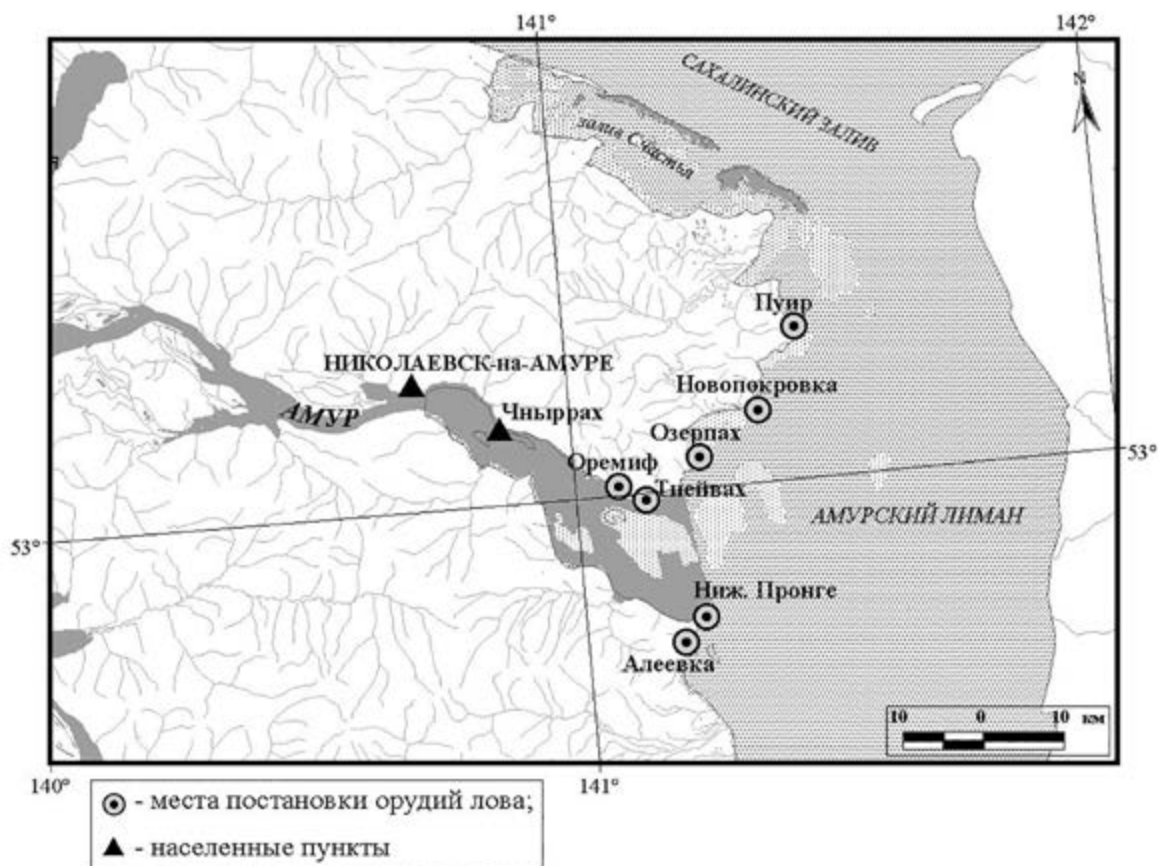 141°
142°
САХАЛИНСКИЙ ЗАЛИВ
N
залив Счастья
Пуир
НИКОЛАЕВСК-на-АМУРЕ
Новопокровка
АМУР
Чныррах
Озерпах
53°
Оремиф
Тнейвах
АМУРСКИЙ ЛИМАН
53°
Ниж. Пронге
Алеевка
10 0 10 км
140°
141°
- места постановки орудий лова;
- населенные пункты